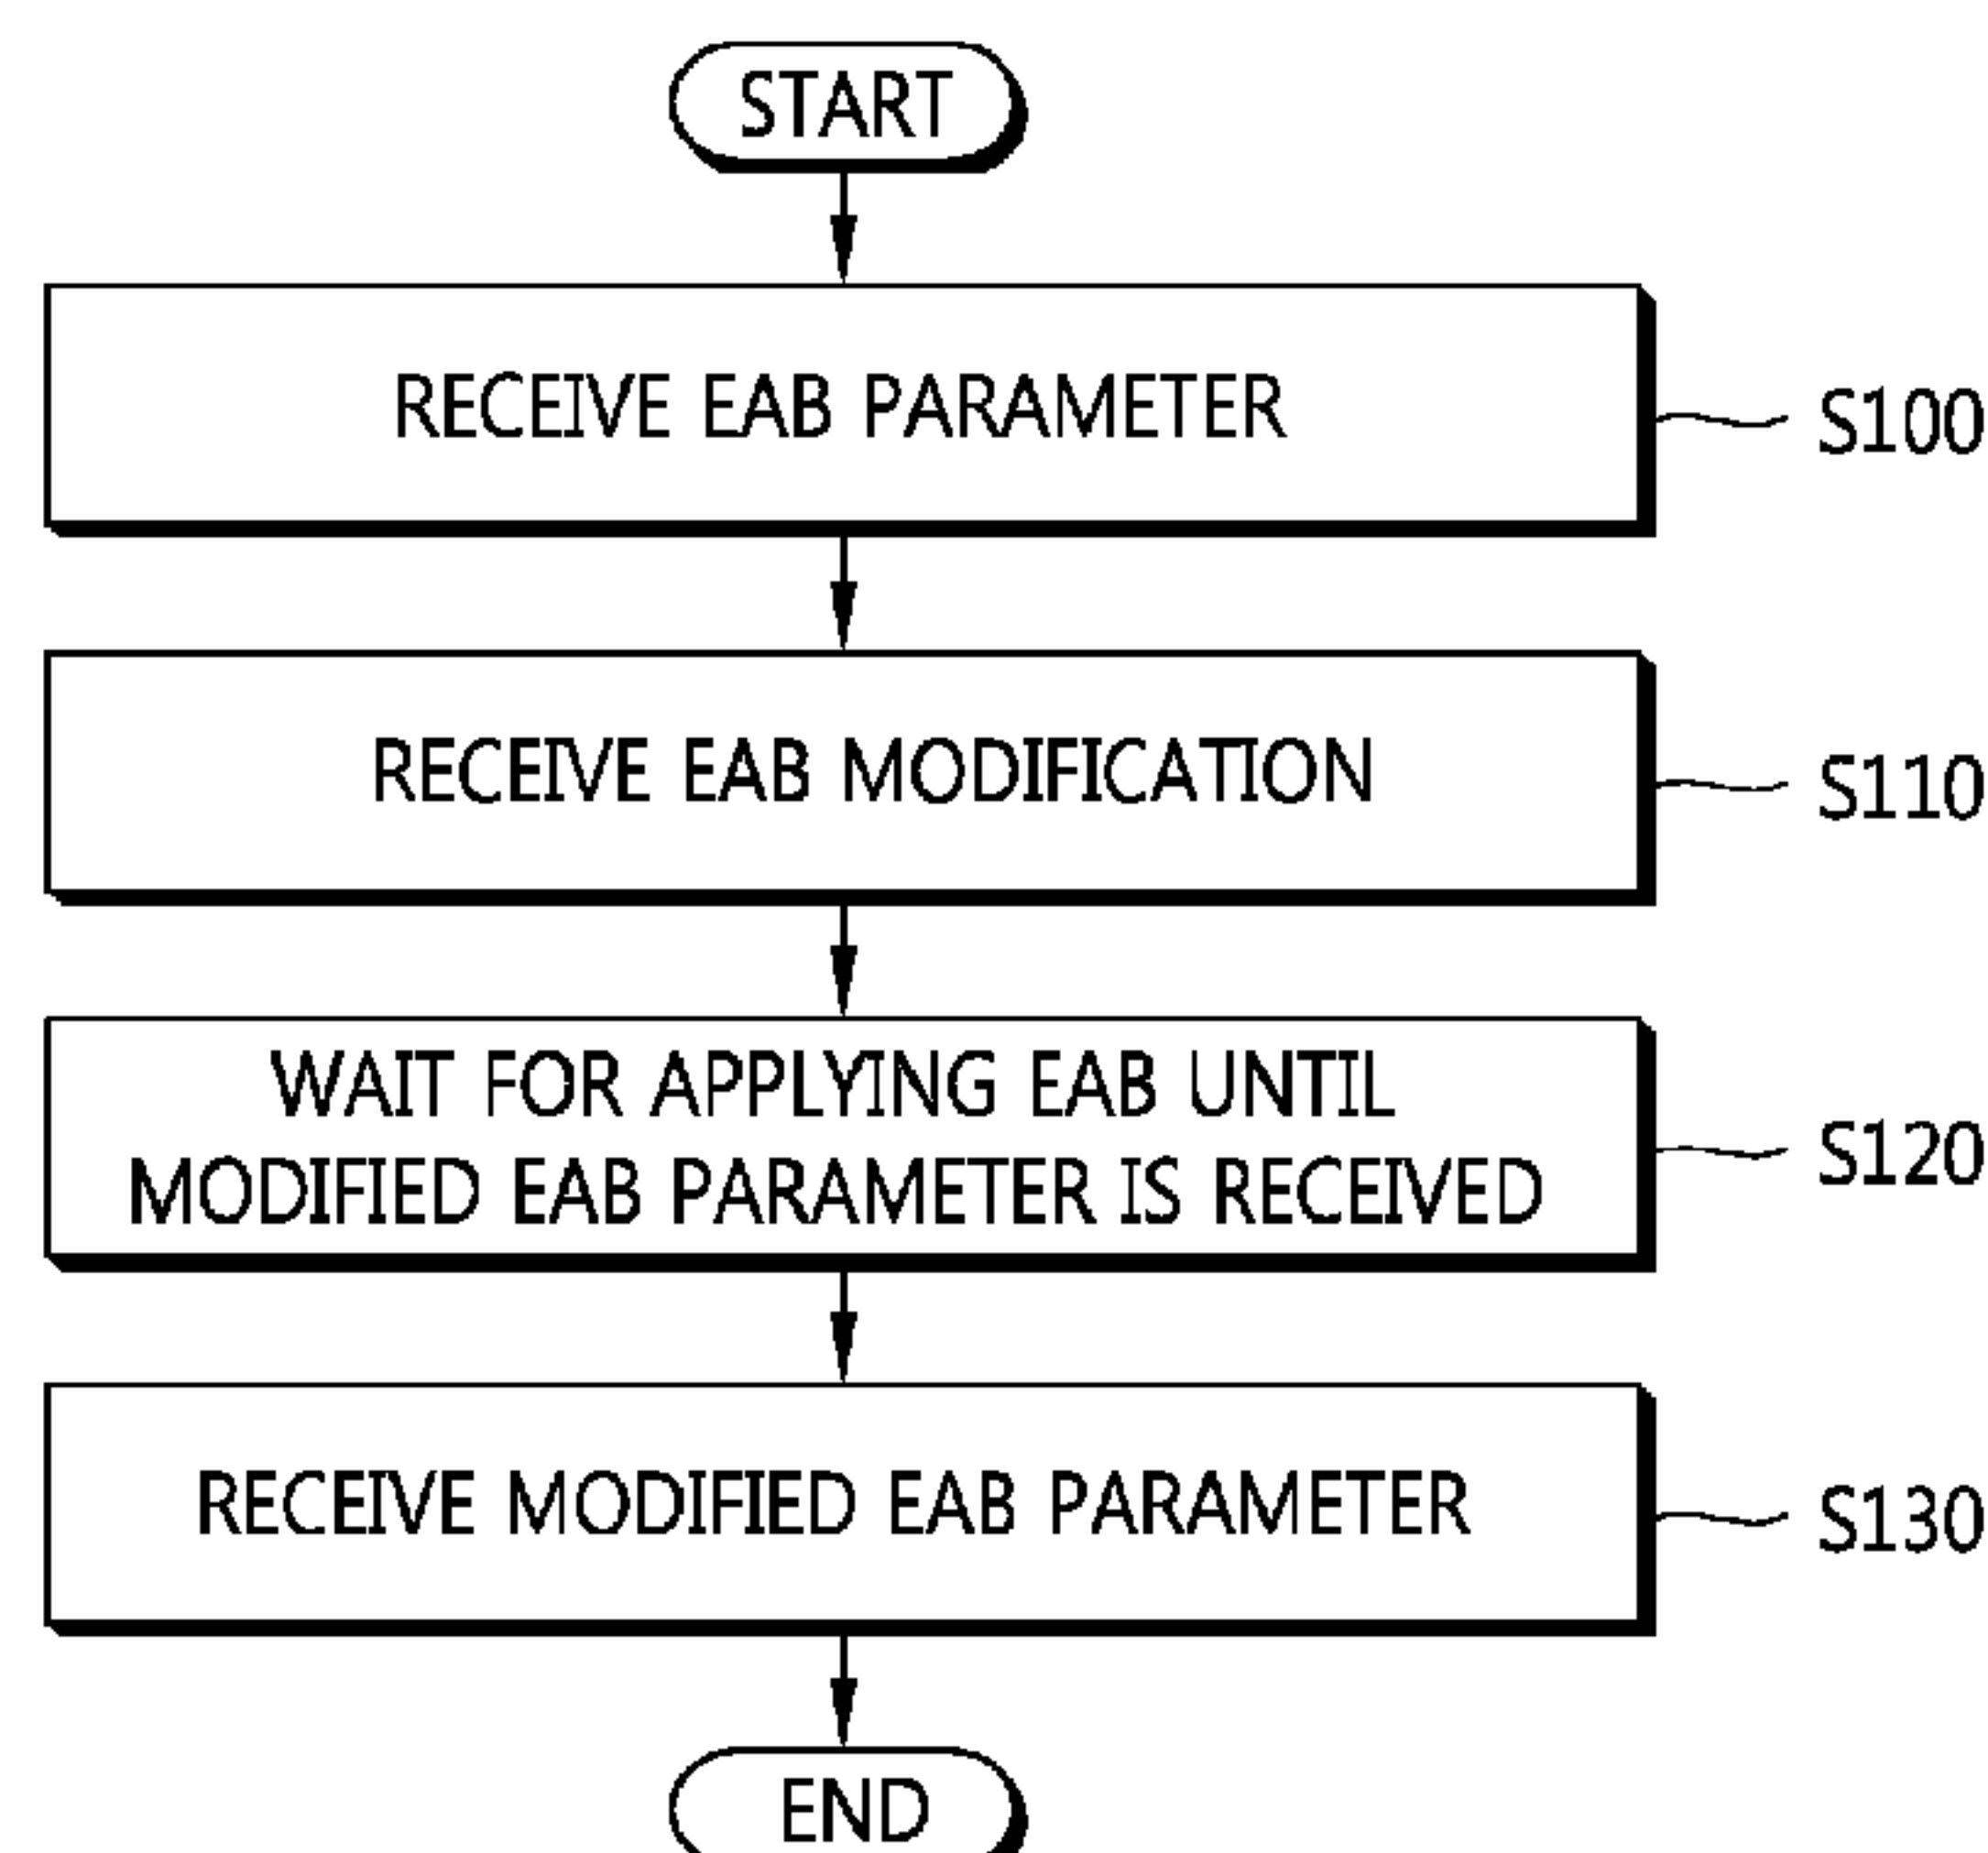 START
RECEIVE EAB PARAMETER
S100
RECEIVE EAB MODIFICATION
S110
WAIT FOR APPLYING EAB UNTIL
MODIFIED EAB PARAMETER IS RECEIVED
S120
RECEIVE MODIFIED EAB PARAMETER
S130
END